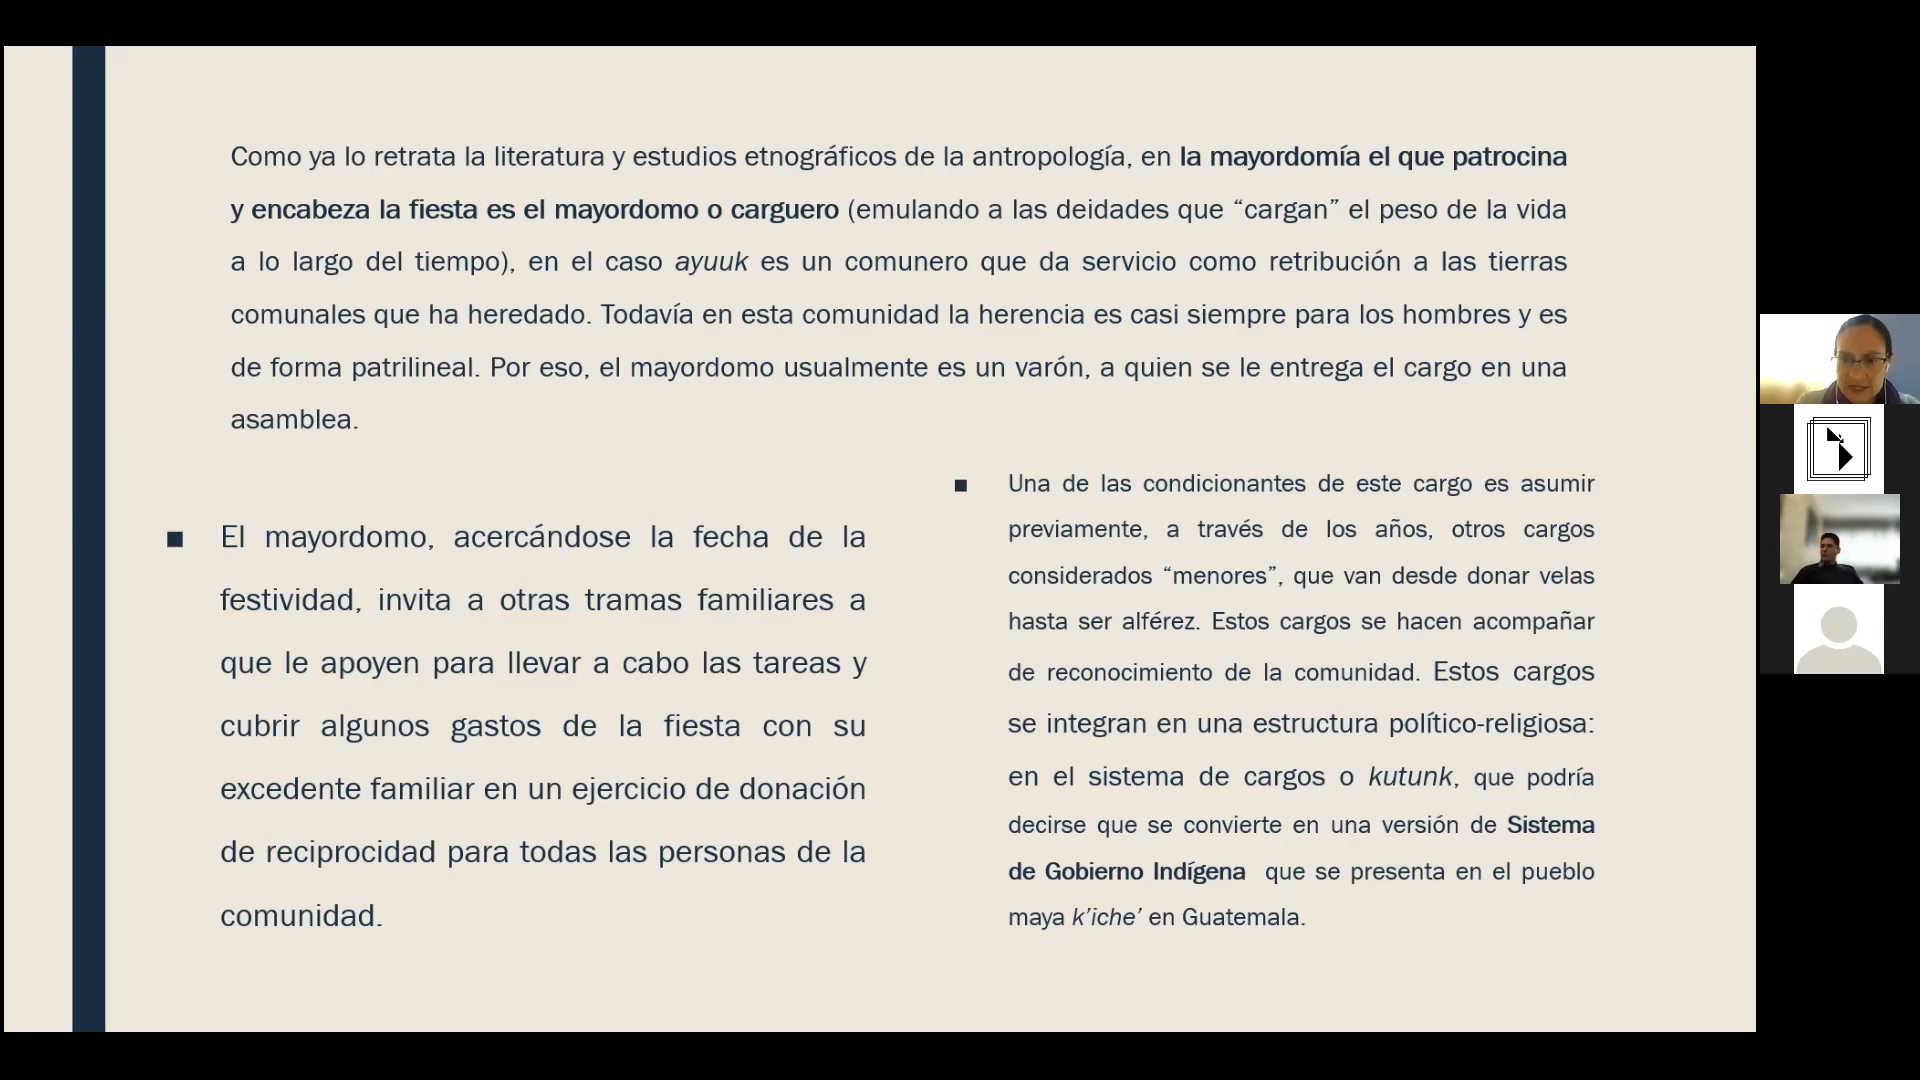 Como ya lo retrata la literatura y estudios etnográficos de la antropología, en la mayordomía el que patrocina
y encabeza la fiesta es el mayordomo o carguero (emulando a las deidades que “cargan” el peso de la vida
a lo largo del tiempo), en el caso ayuuk es un comunero que da servicio como retribución a las tierras
comunales que ha heredado. Todavía en esta comunidad la herencia es casi siempre para los hombres y es
de forma patrilineal. Por eso, el mayordomo usualmente es un varón, a quien se le entrega el cargo en una
asamblea.
■ El mayordomo, acercándose la fecha de la
festividad, invita a otras tramas familiares a
que le apoyen para llevar a cabo las tareas y
cubrir algunos gastos de la fiesta con su
excedente familiar en un ejercicio de donación
de reciprocidad para todas las personas de la
comunidad.
■ Una de las condicionantes de este cargo es asumir
previamente, a través de los años, otros cargos
considerados “menores”, que van desde donar velas
hasta ser alférez. Estos cargos se hacen acompañar
de reconocimiento de la comunidad. Estos cargos
se integran en una estructura político-religiosa:
en el sistema de cargos o kutunk, que podría
decirse que se convierte en una versión de Sistema
de Gobierno Indígena que se presenta en el pueblo
maya k’iche’ en Guatemala.